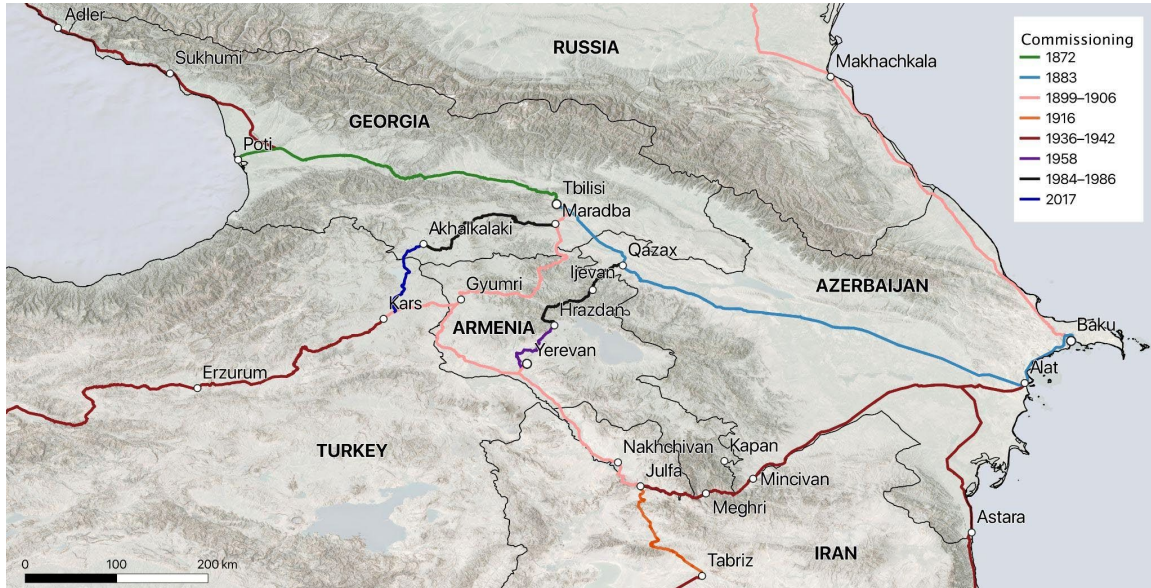 Adler
Sukhumi
RUSSIA
Makhachkala
GEORGIA
Poti
Tbilisi
Maradba
Akhalkalaki
Qazax
Ijevan
Gyumri
AZERBAIJAN
Kars
Hrazdan
ARMENIA
Baku
Yerevan
Erzurum
Alat
TURKEY
Nakhchivan
Kapan
Julfa
Mincivan
Meghri
Astara
Tabriz
IRAN
0 100 200 km
Commissioning
1872
1883
1899–1906
1916
1936–1942
1958
1984–1986
2017